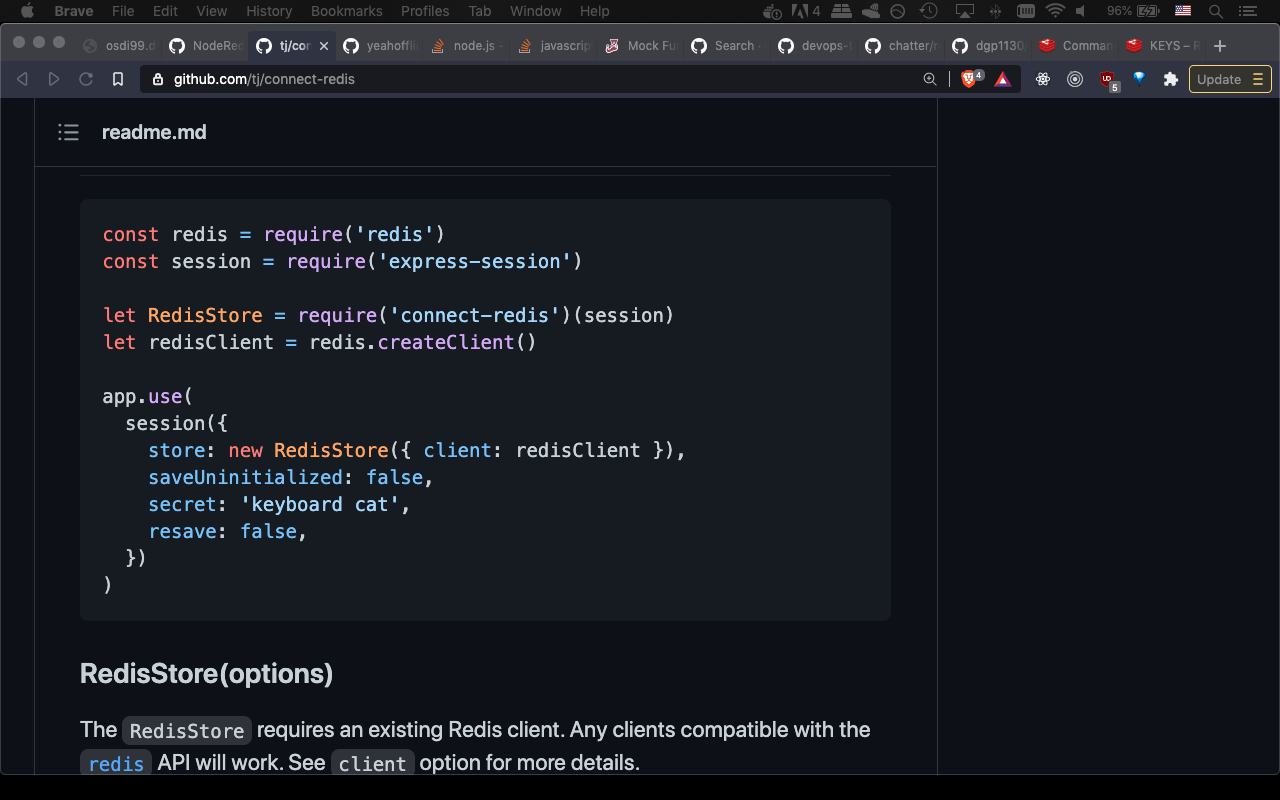 Brave File Edit View History Bookmarks Profiles Tab Window Help 4 96%
osdi99.d NodeRed tj/con yeahoffli node.js - javascrip Mock Fu Search · devops- chatter/r dgp1130 Comman KEYS – R
github.com/tj/connect-redis 4 5 Update
readme.md
const redis = require('redis')
const session = require('express-session')
let RedisStore = require('connect-redis')(session)
let redisClient = redis.createClient()
app.use(
session({
store: new RedisStore({ client: redisClient }),
saveUninitialized: false,
secret: 'keyboard cat',
resave: false,
})
)
RedisStore(options)
The RedisStore requires an existing Redis client. Any clients compatible with the
redis API will work. See client option for more details.